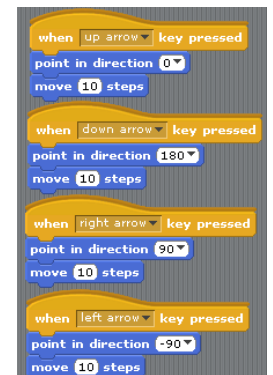 when up arrow key pressed
point in direction 0
move 10 steps
when down arrow key pressed
point in direction 180
move 10 steps
when right arrow key pressed
point in direction 90
move 10 steps
when left arrow key pressed
point in direction -90
move 10 steps